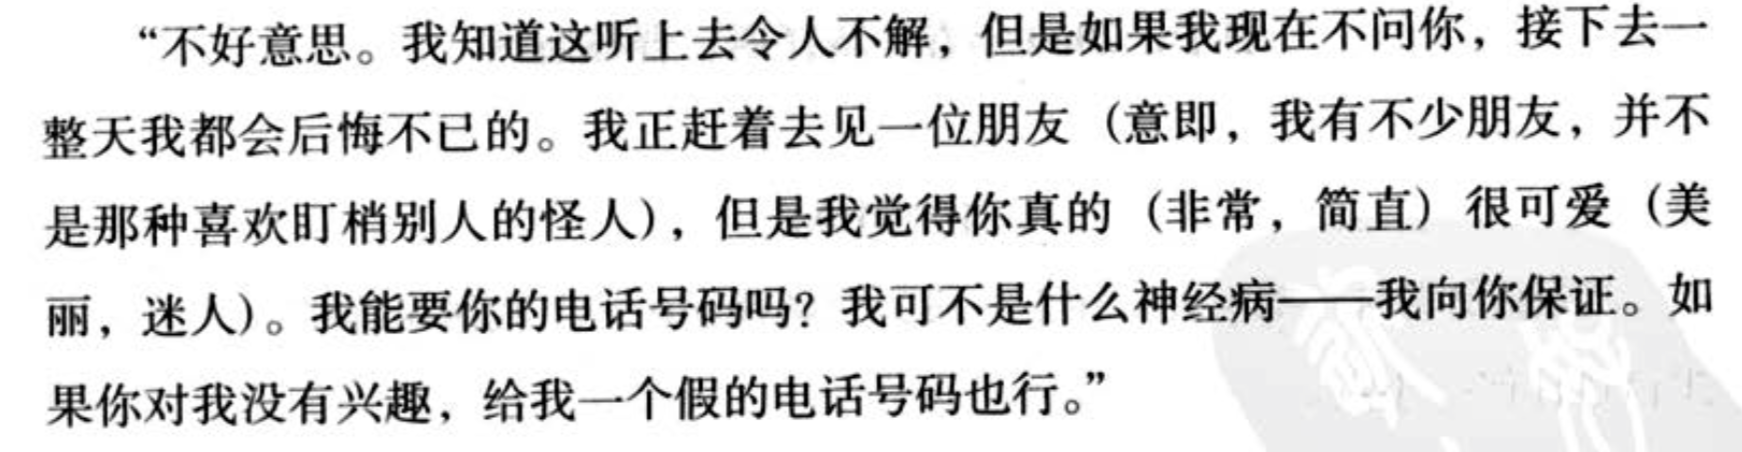 “不好意思。我知道这听上去令人不解，但是如果我现在不问你，接下去一
整天我都会后悔不已的。我正赶着去见一位朋友（意即，我有不少朋友，并不
是那种喜欢盯梢别人的怪人），但是我觉得你真的（非常，简直）很可爱（美
丽，迷人）。我能要你的电话号码吗？我可不是什么神经病——我向你保证。如
果你对我没有兴趣，给我一个假的电话号码也行。”